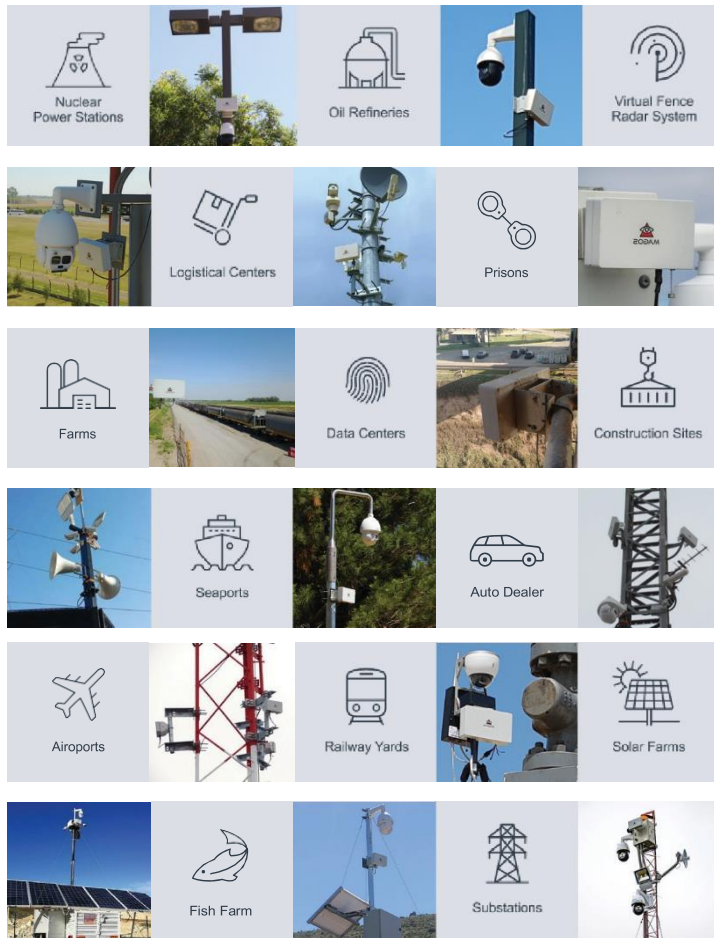 Nuclear
Power Stations
Oil Refineries
Virtual Fence
Radar System
Logistical Centers
Prisons
MAGOS
Farms
Data Centers
Construction Sites
Seaports
Auto Dealer
Airoports
Railway Yards
Solar Farms
Fish Farm
Substations